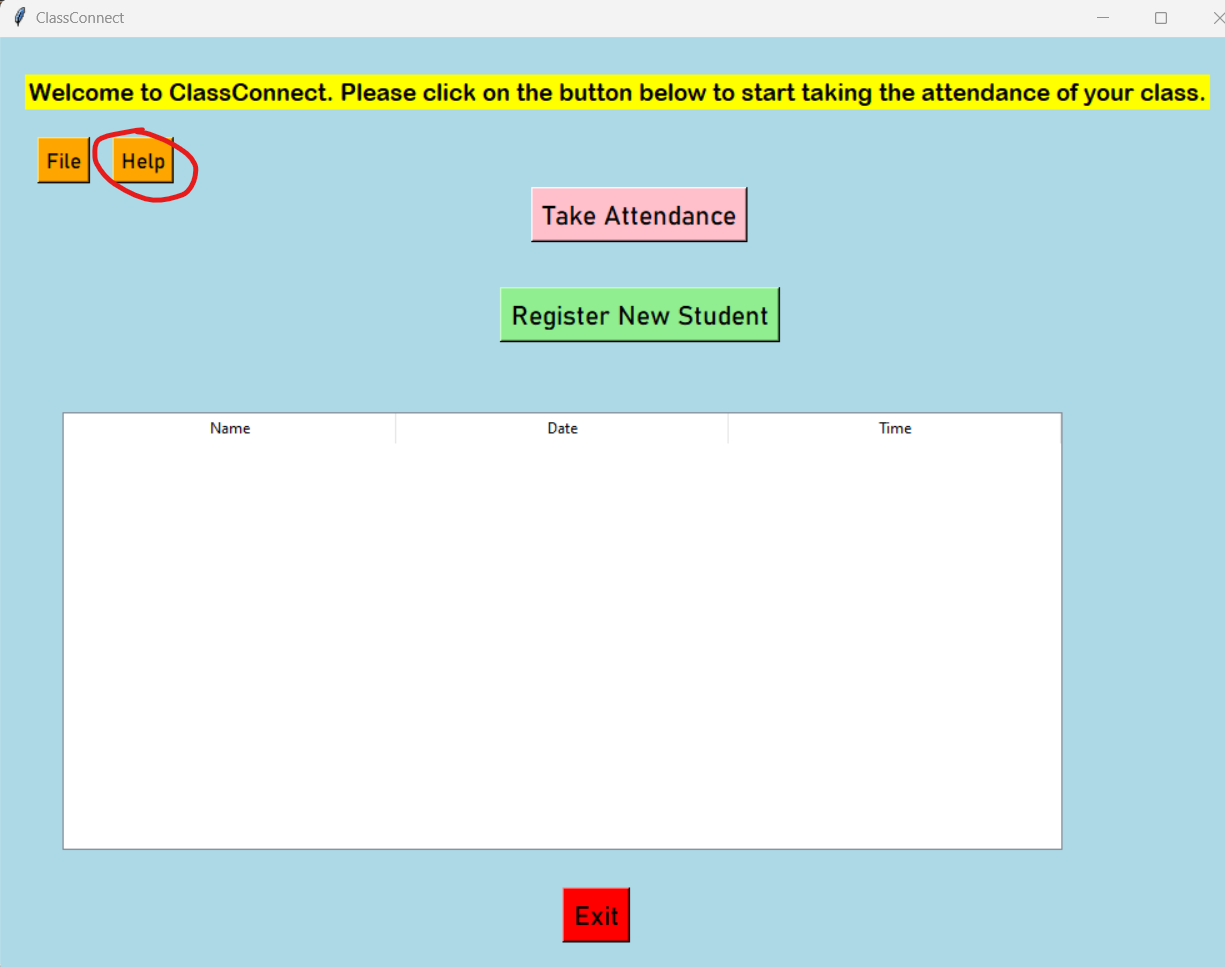 ClassConnect
Welcome to ClassConnect. Please click on the button below to start taking the attendance of your class.
File Help
Take Attendance
Register New Student
Name Date Time
Exit